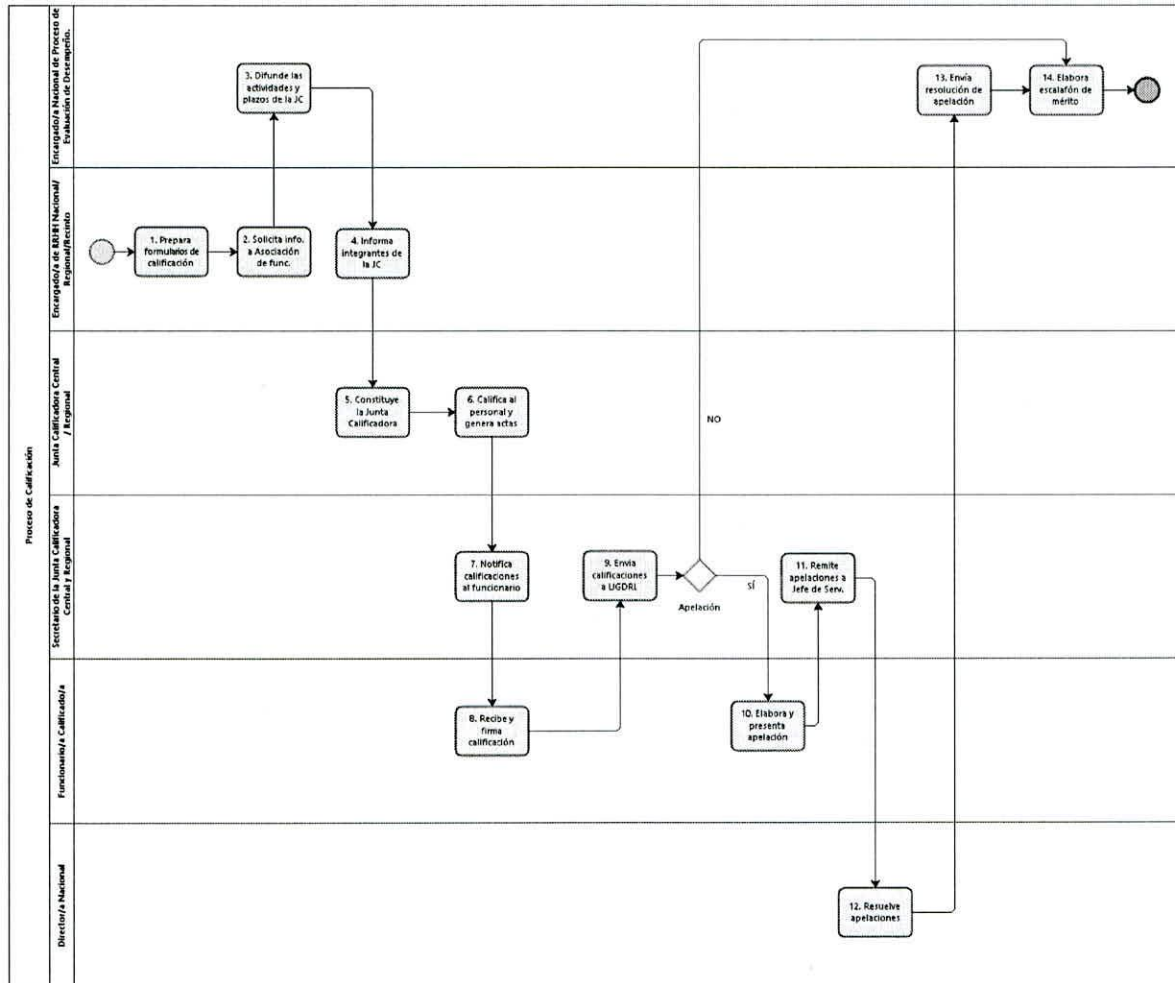 Proceso de Calificación
Encargado/a Nacional de Proceso de
Evaluación de Desempeño.
3. Difunde las
actividades y
plazos de la JC
13. Envía
resolución de
apelación
14. Elabora
escalafón de
mérito
Encargado/a de RRHH Nacional/
Regional/Recinto
1. Prepara
formularios de
calificación
2. Solicita info.
a Asociación
de func.
4. Informa
integrantes de
la JC
Junta Calificadora Central
/ Regional
5. Constituye
la Junta
Calificadora
6. Califica al
personal y
genera actas
NO
Secretario de la Junta Calificadora
Central y Regional
7. Notifica
calificaciones
al funcionario
9. Envia
calificaciones
a UGDRL
Apelación
SÍ
11. Remite
apelaciones a
Jefe de Serv.
Funcionario/a Calificado/a
8. Recibe y
firma
calificación
10. Elabora y
presenta
apelación
Director/a Nacional
12. Resuelve
apelaciones